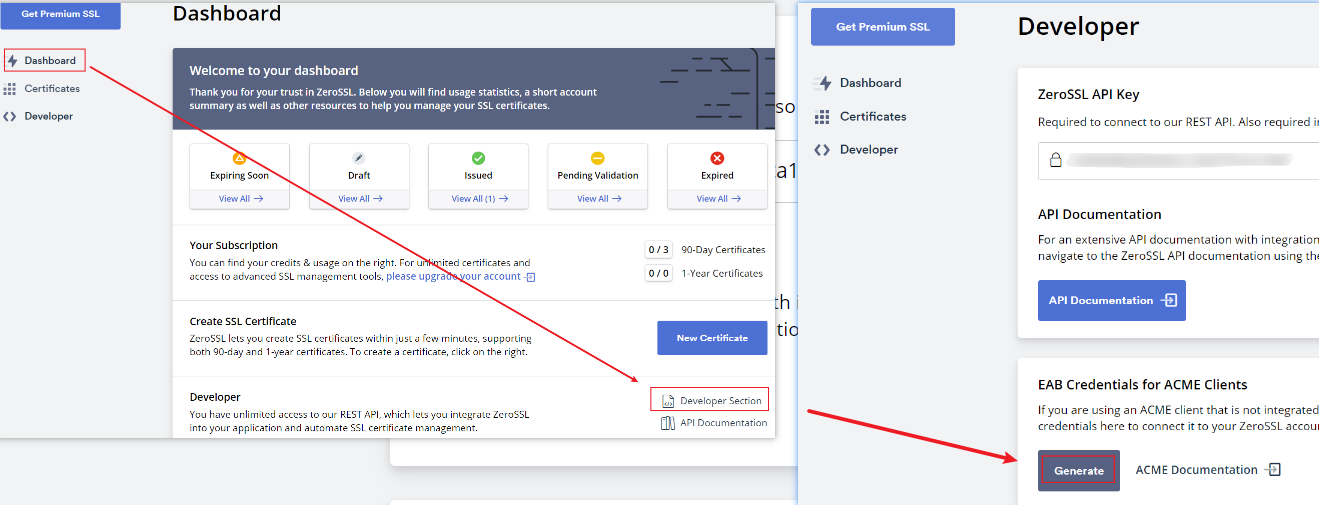 Get Premium SSL
Dashboard
Certificates
Developer
Dashboard
Welcome to your dashboard
Thank you for your trust in ZeroSSL. Below you will find usage statistics, a short account
summary as well as other resources to help you manage your SSL certificates.
Expiring Soon
View All →
Draft
View All →
Issued
View All (1) →
Pending Validation
View All →
Expired
View All →
Your Subscription
You can find your credits & usage on the right. For unlimited certificates and
access to advanced SSL management tools, please upgrade your account
0 / 3 90-Day Certificates
0 / 0 1-Year Certificates
Create SSL Certificate
ZeroSSL lets you create SSL certificates within just a few minutes, supporting
both 90-day and 1-year certificates. To create a certificate, click on the right.
New Certificate
Developer
You have unlimited access to our REST API, which lets you integrate ZeroSSL
into your application and automate SSL certificate management.
Developer Section
API Documentation
Get Premium SSL
Dashboard
Certificates
Developer
Developer
ZeroSSL API Key
Required to connect to our REST API. Also required i
API Documentation
For an extensive API documentation with integration
navigate to the ZeroSSL API documentation using the
API Documentation
EAB Credentials for ACME Clients
If you are using an ACME client that is not integrated
credentials here to connect it to your ZeroSSL accou
Generate
ACME Documentation